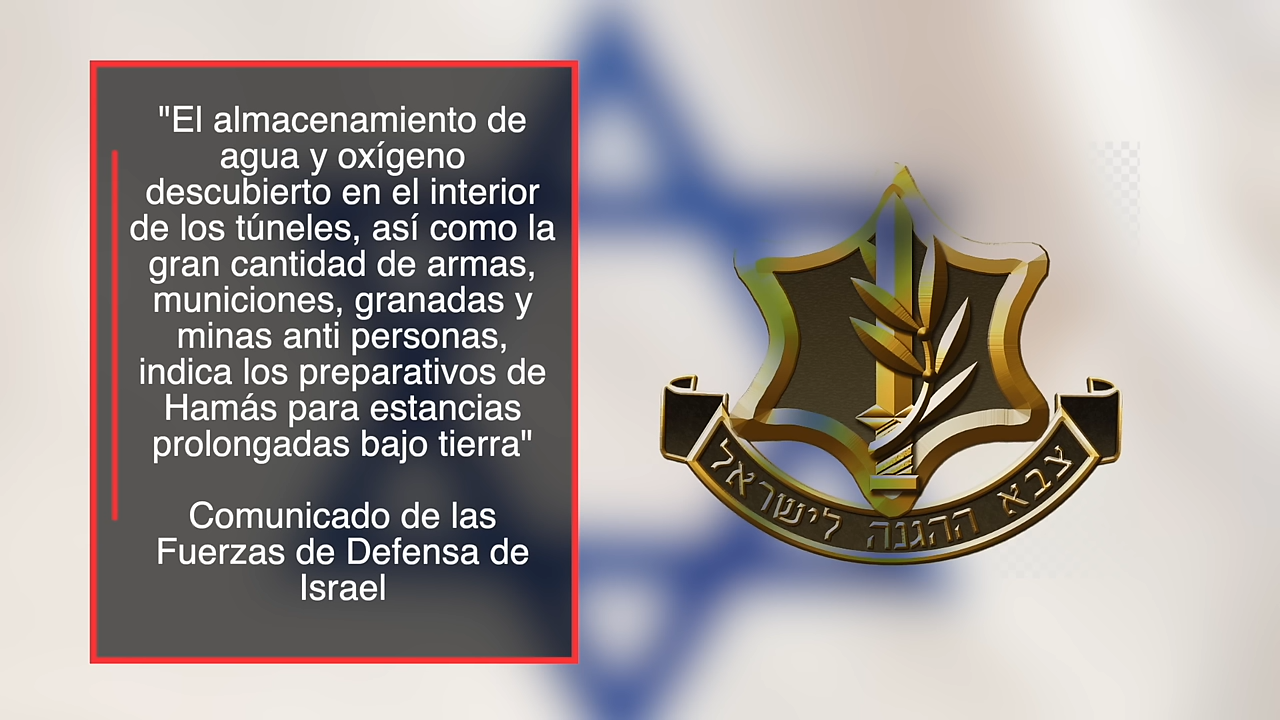 "El almacenamiento de
agua y oxígeno
descubierto en el interior
de los túneles, así como la
gran cantidad de armas,
municiones, granadas y
minas anti personas,
indica los preparativos de
Hamás para estancias
prolongadas bajo tierra"
Comunicado de las
Fuerzas de Defensa de
Israel
צבא ההגנה לישראל